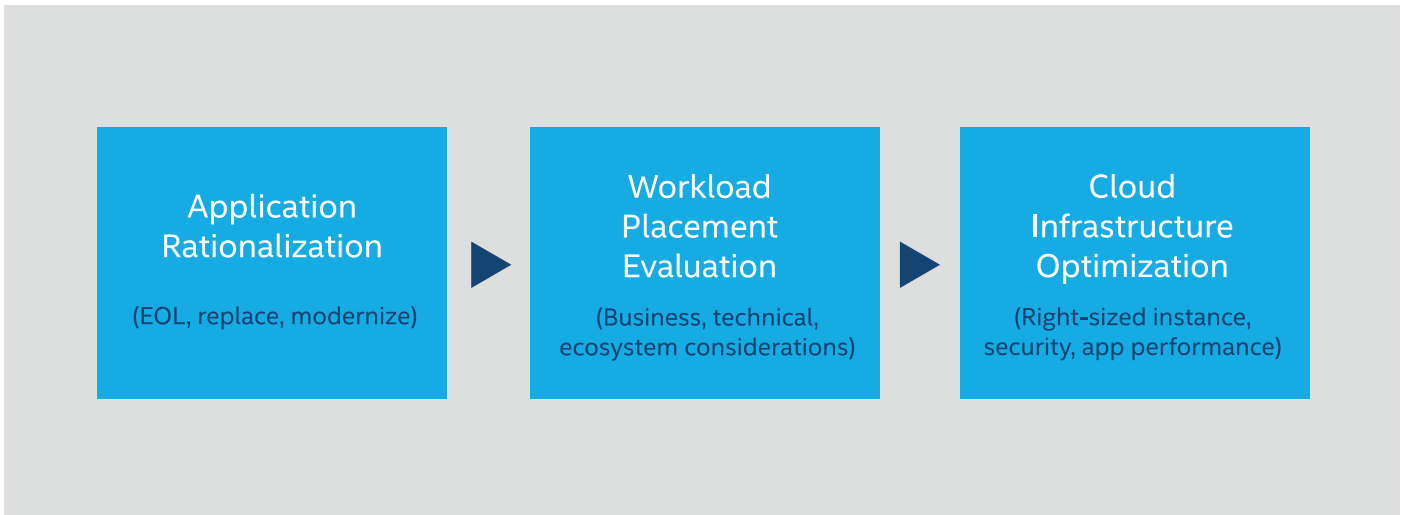 Application
Rationalization
(EOL, replace, modernize)
Workload
Placement
Evaluation
(Business, technical,
ecosystem considerations)
Cloud
Infrastructure
Optimization
(Right-sized instance,
security, app performance)